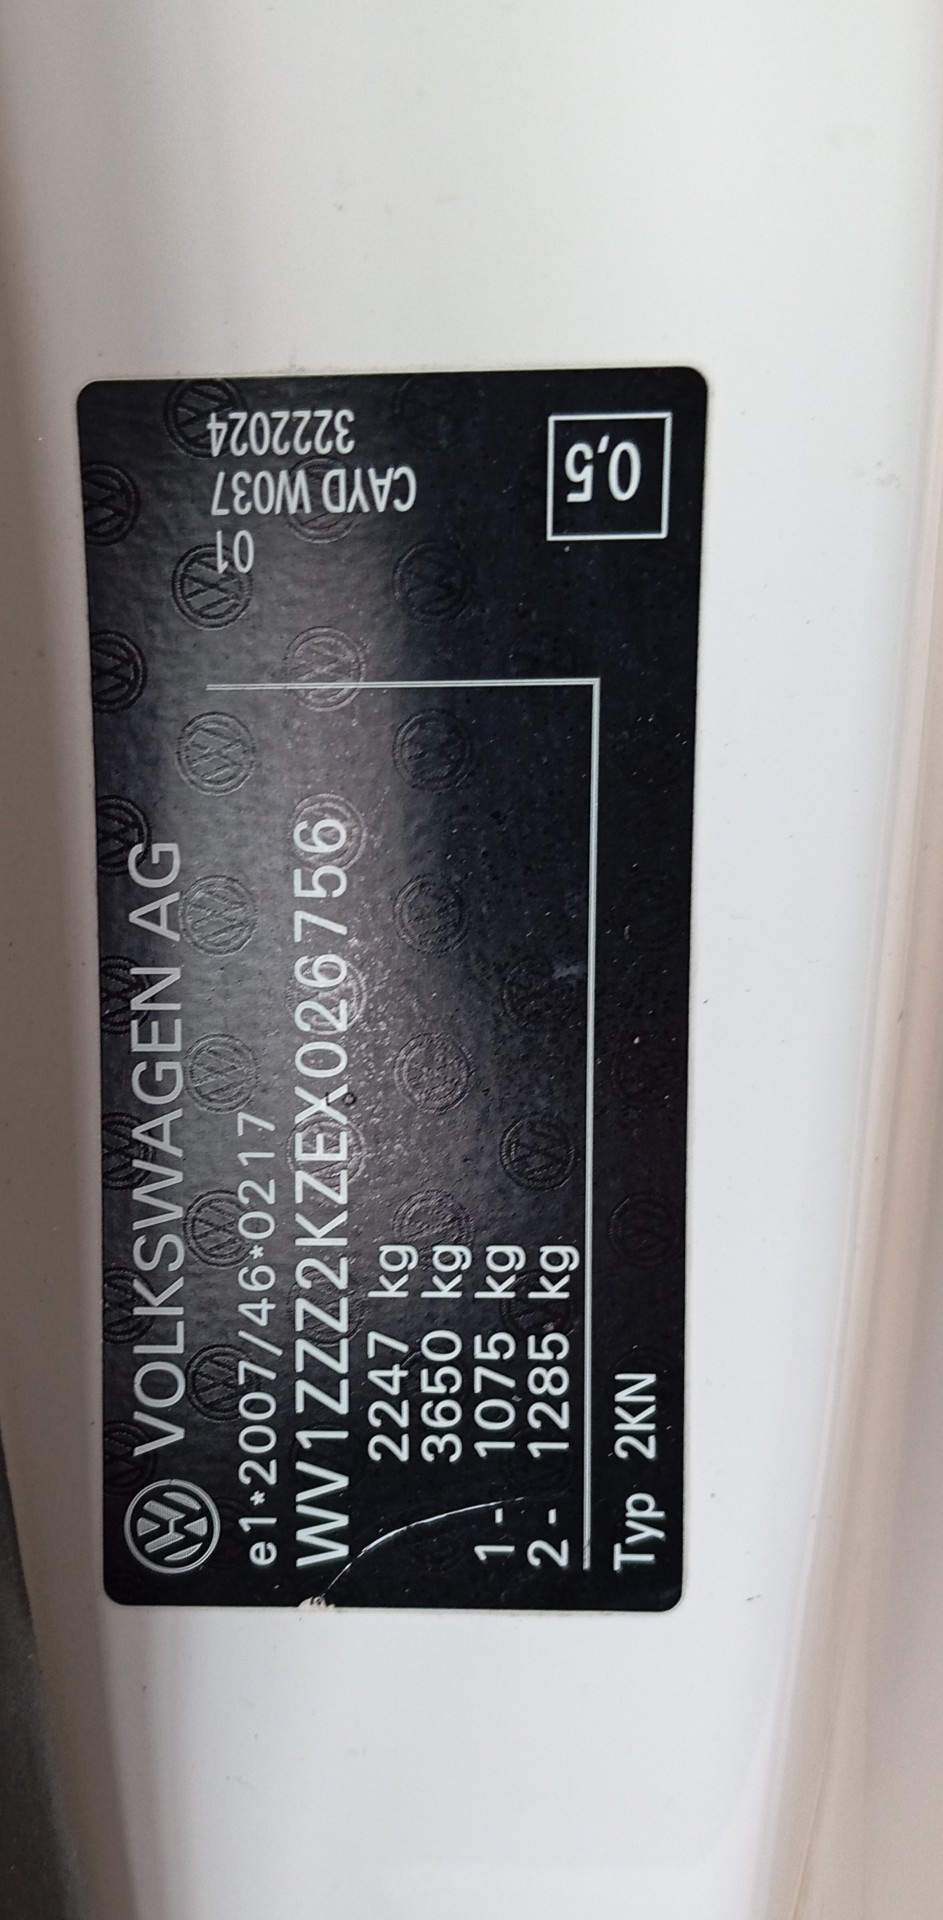 VOLKSWAGEN AG
e1*2007/46*0217
WV1ZZZ2KZEX026756
2247 kg
3650 kg
1- 1075 kg
2- 1285 kg
Typ 2KN
01
CAYD W037
3222024
0,5